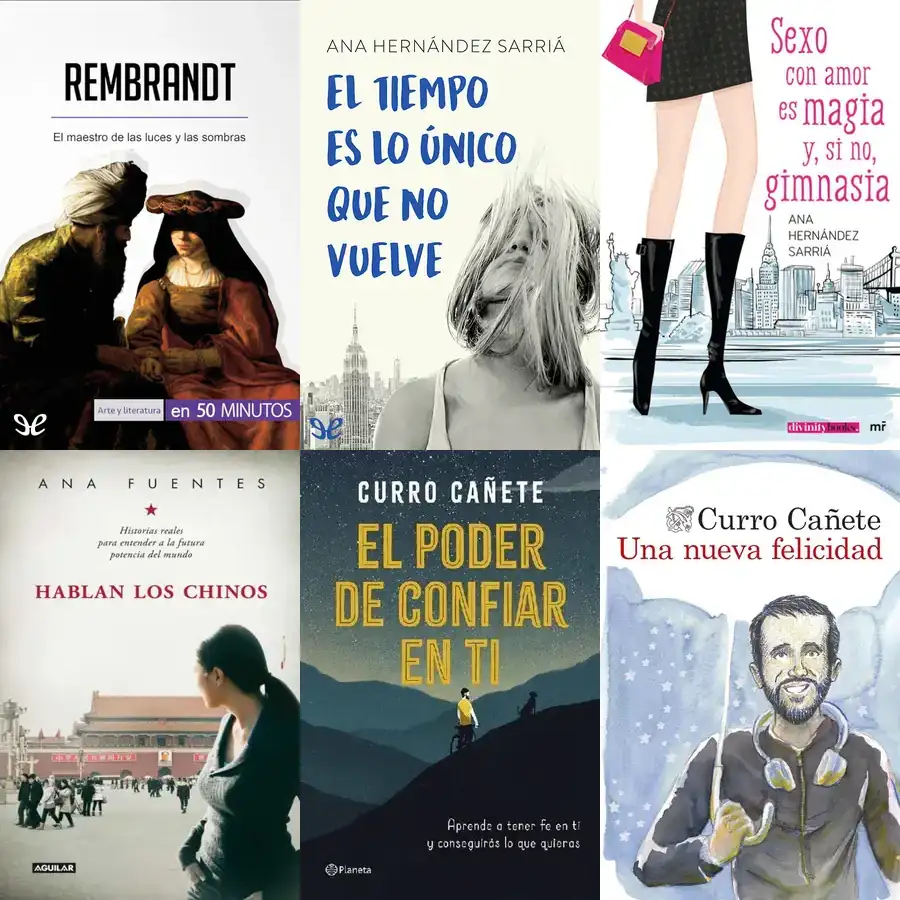 REMBRANDT
El maestro de las luces y las sombras
Arte y literatura
en 50 MINUTOS
ANA HERNÁNDEZ SARRIÁ
EL TIEMPO
ES LO ÚNICO
QUE NO
VUELVE
Sexo
con amor
es magia
y, si no,
gimnasia
ANA
HERNÁNDEZ
SARRIÁ
divinitybooks.
mr
ANA FUENTES
Historias reales
para entender a la futura
potencia del mundo
HABLAN LOS CHINOS
AGUILAR
CURRO CAÑETE
EL PODER
DE CONFIAR
EN TI
Aprende a tener fe en ti
y conseguirás lo que quieras
Planeta
Curro Cañete
Una nueva felicidad